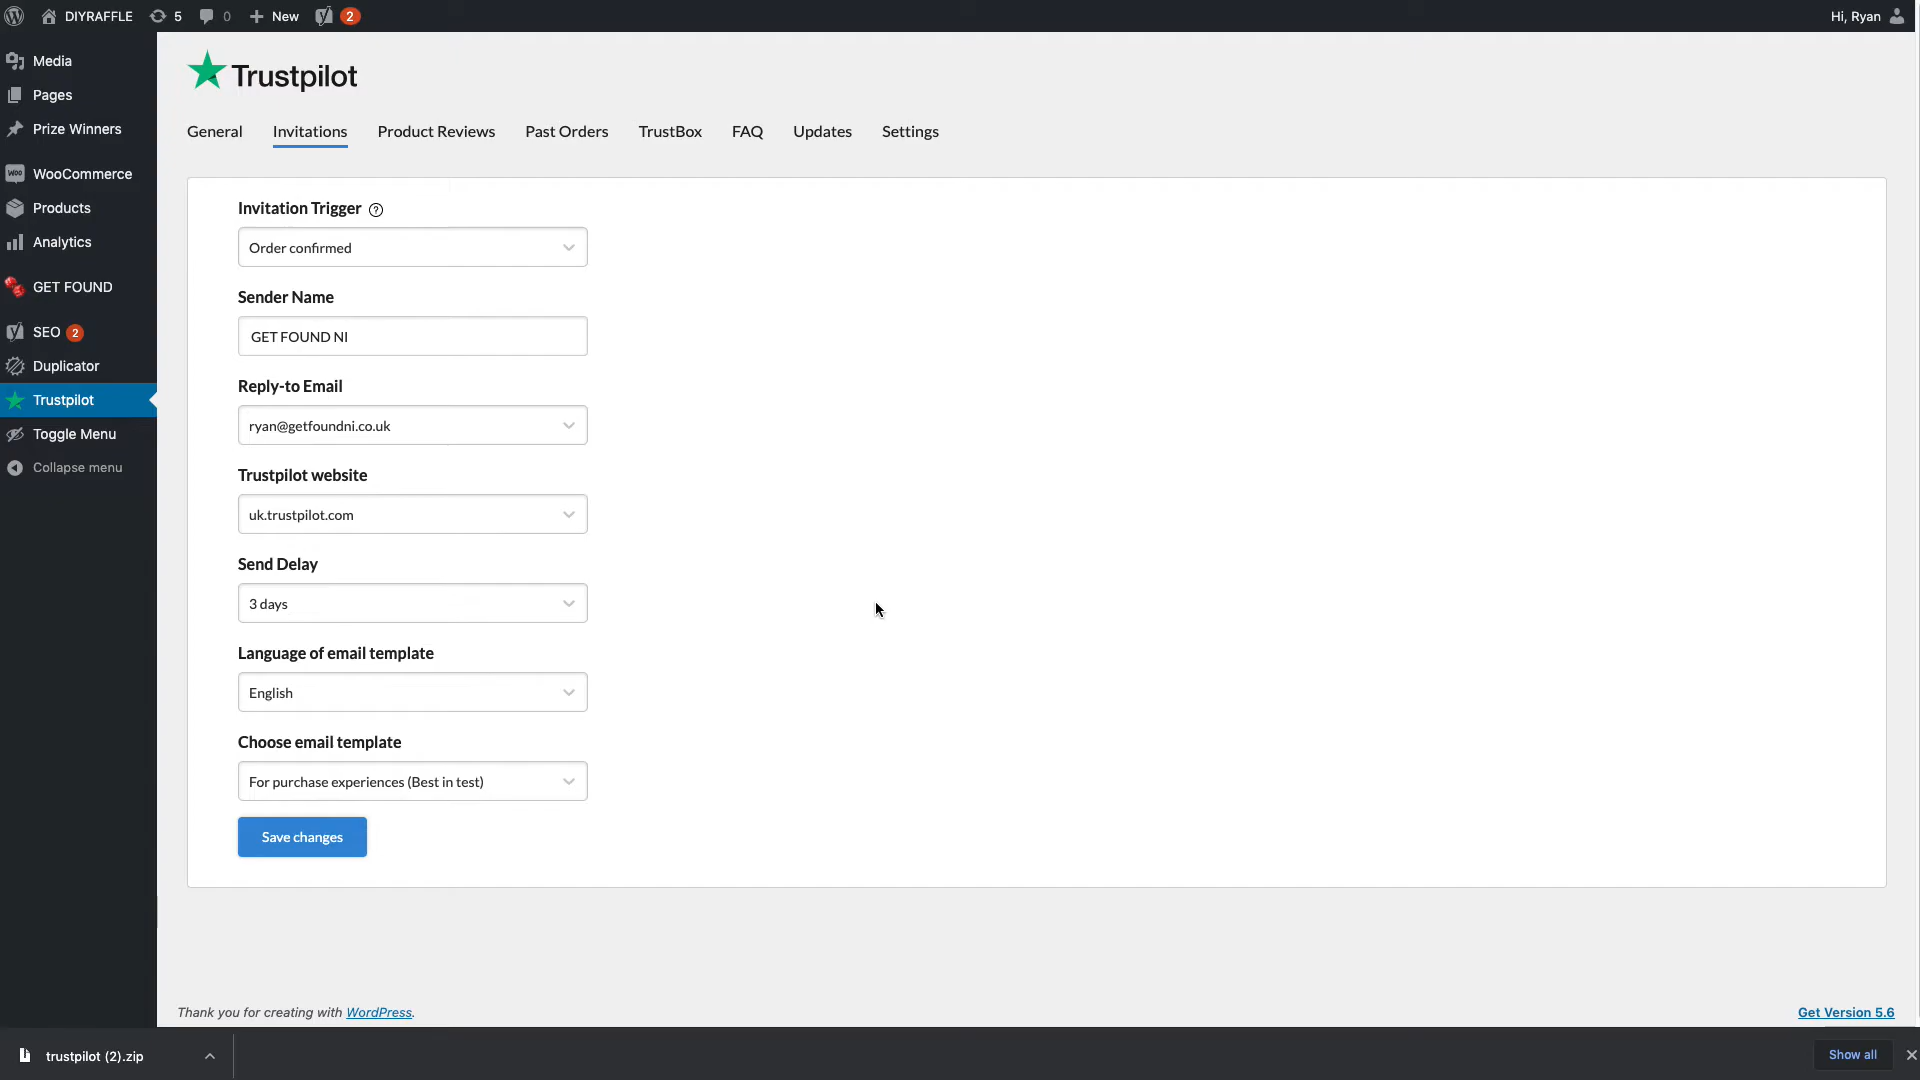 DIYRAFFLE 5 0 New 2 Hi, Ryan
Media
Pages
Prize Winners
WooCommerce
Products
Analytics
GET FOUND
SEO 2
Duplicator
Trustpilot
Toggle Menu
Collapse menu
Trustpilot
General Invitations Product Reviews Past Orders TrustBox FAQ Updates Settings
Invitation Trigger ?
Order confirmed
Sender Name
GET FOUND NI
Reply-to Email
ryan@getfoundni.co.uk
Trustpilot website
uk.trustpilot.com
Send Delay
3 days
Language of email template
English
Choose email template
For purchase experiences (Best in test)
Save changes
Thank you for creating with WordPress. Get Version 5.6
trustpilot (2).zip Show all